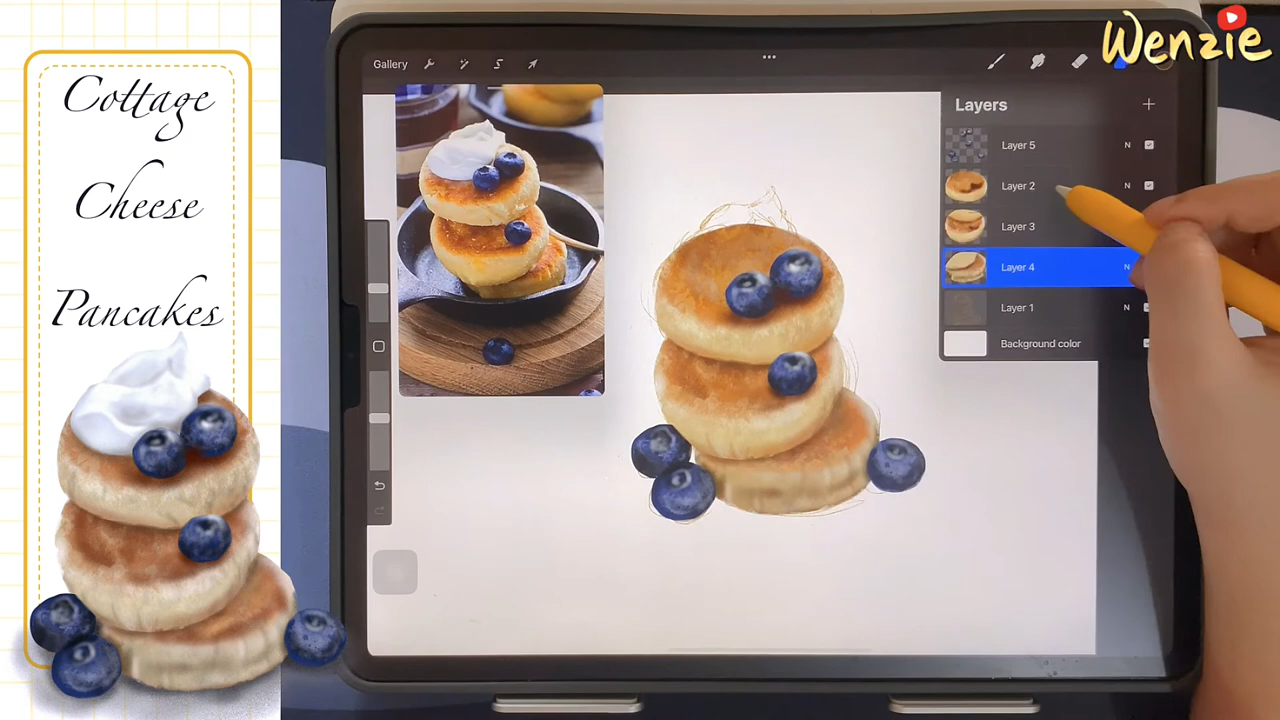 Cottage
Cheese
Pancakes
Gallery
Wenzie
Layers
Layer 5 N
Layer 2 N
Layer 3
Layer 4 N
Layer 1 N
Background color